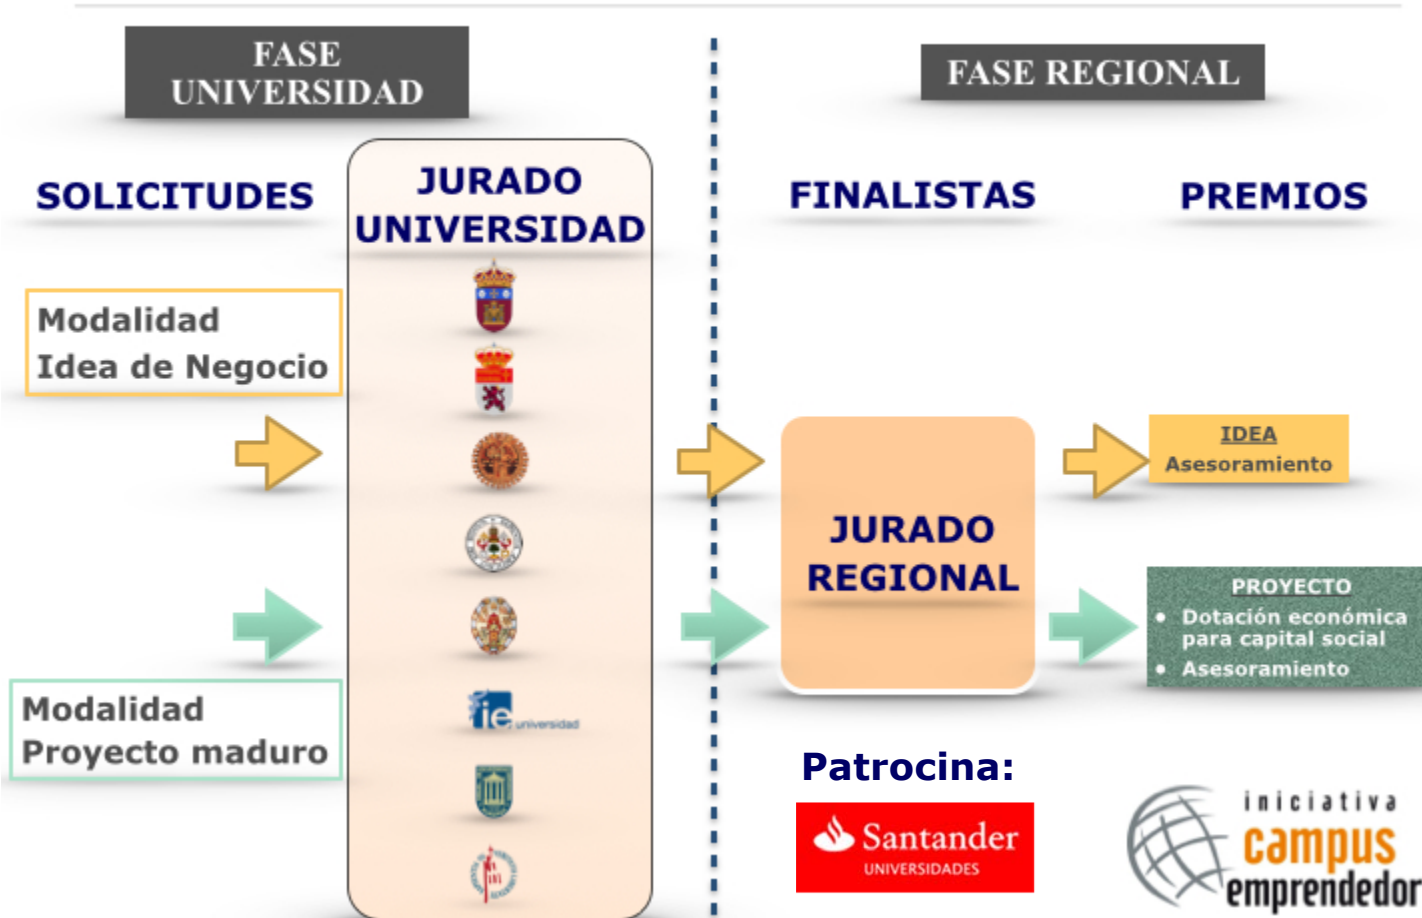 FASE
UNIVERSIDAD
FASE REGIONAL
SOLICITUDES
JURADO
UNIVERSIDAD
FINALISTAS
PREMIOS
Modalidad
Idea de Negocio
IDEA
Asesoramiento
JURADO
REGIONAL
PROYECTO
• Dotación económica
para capital social
• Asesoramiento
Modalidad
Proyecto maduro
ie universidad
Patrocina:
Santander
UNIVERSIDADES
iniciativa
campus
emprendedor